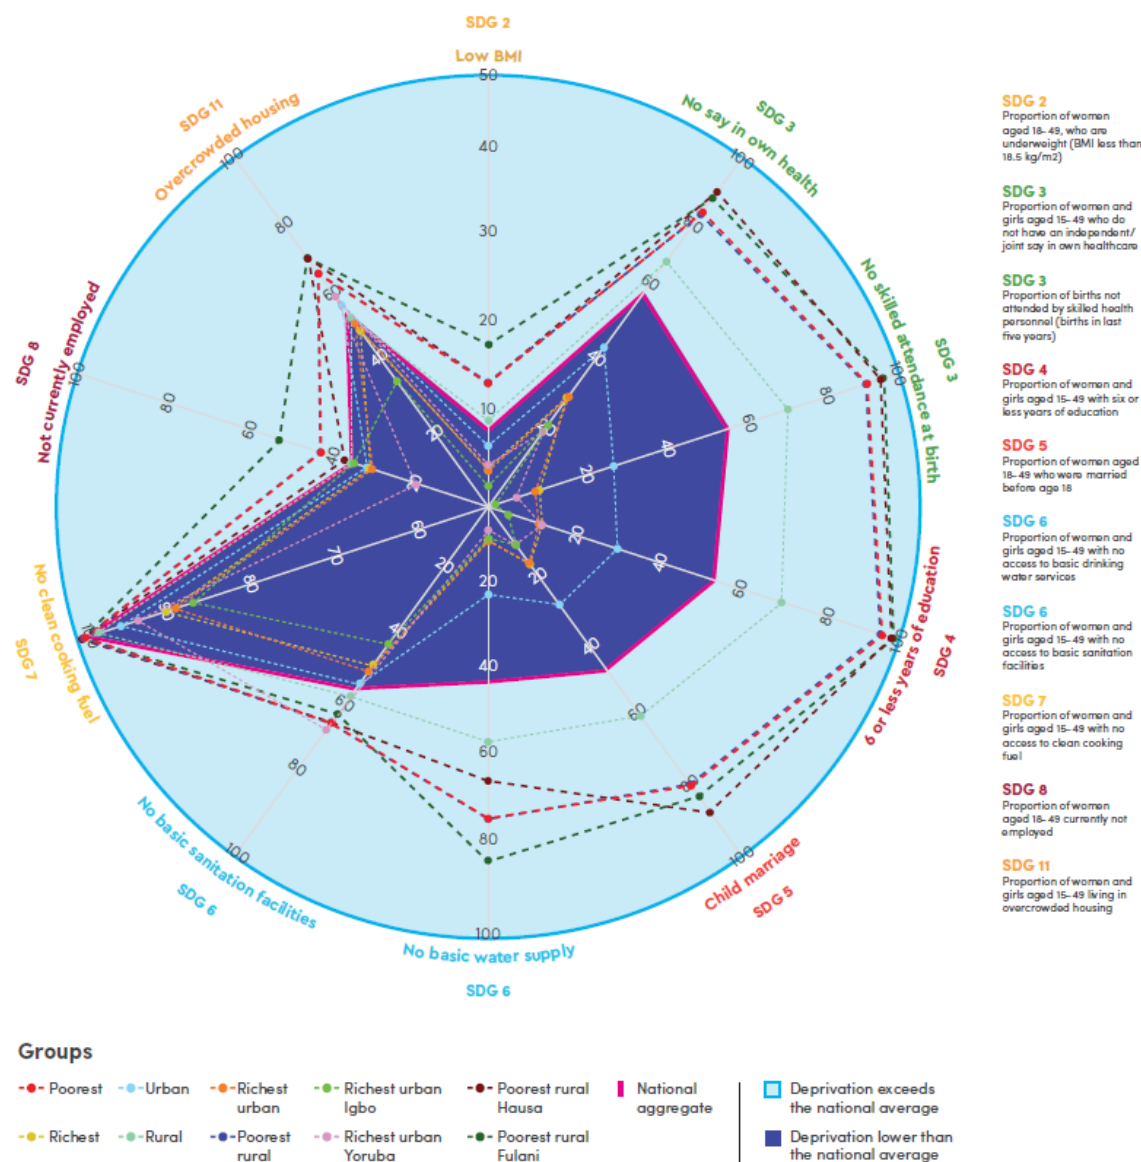 SDG 2
Low BMI
50
40
30
20
10
SDG 3
No say in own health
100
80
60
40
20
SDG 3
No skilled attendance at birth
100
80
60
40
20
SDG 4
6 or less years of education
100
80
60
40
20
SDG 5
Child marriage
100
80
60
40
20
SDG 6
No basic water supply
100
80
60
40
20
SDG 6
No basic sanitation facilities
100
80
60
40
20
SDG 7
No clean cooking fuel
100
90
80
70
60
SDG 8
Not currently employed
100
80
60
40
20
SDG 11
Overcrowded housing
100
80
60
40
20
SDG 2
Proportion of women
aged 18-49, who are
underweight (BMI less than
18.5 kg/m2)
SDG 3
Proportion of women and
girls aged 15-49 who do
not have an independent/
joint say in own healthcare
SDG 3
Proportion of births not
attended by skilled health
personnel (births in last
five years)
SDG 4
Proportion of women and
girls aged 15-49 with six or
less years of education
SDG 5
Proportion of women aged
18-49 who were married
before age 18
SDG 6
Proportion of women and
girls aged 15-49 with no
access to basic drinking
water services
SDG 6
Proportion of women and
girls aged 15-49 with no
access to basic sanitation
facilities
SDG 7
Proportion of women and
girls aged 15-49 with no
access to clean cooking
fuel
SDG 8
Proportion of women
aged 18-49 currently not
employed
SDG 11
Proportion of women and
girls aged 15-49 living in
overcrowded housing
Groups
Poorest
Urban
Richest
urban
Richest urban
Igbo
Poorest rural
Hausa
National
aggregate
Deprivation exceeds
the national average
Richest
Rural
Poorest
rural
Richest urban
Yoruba
Poorest rural
Fulani
Deprivation lower than
the national average